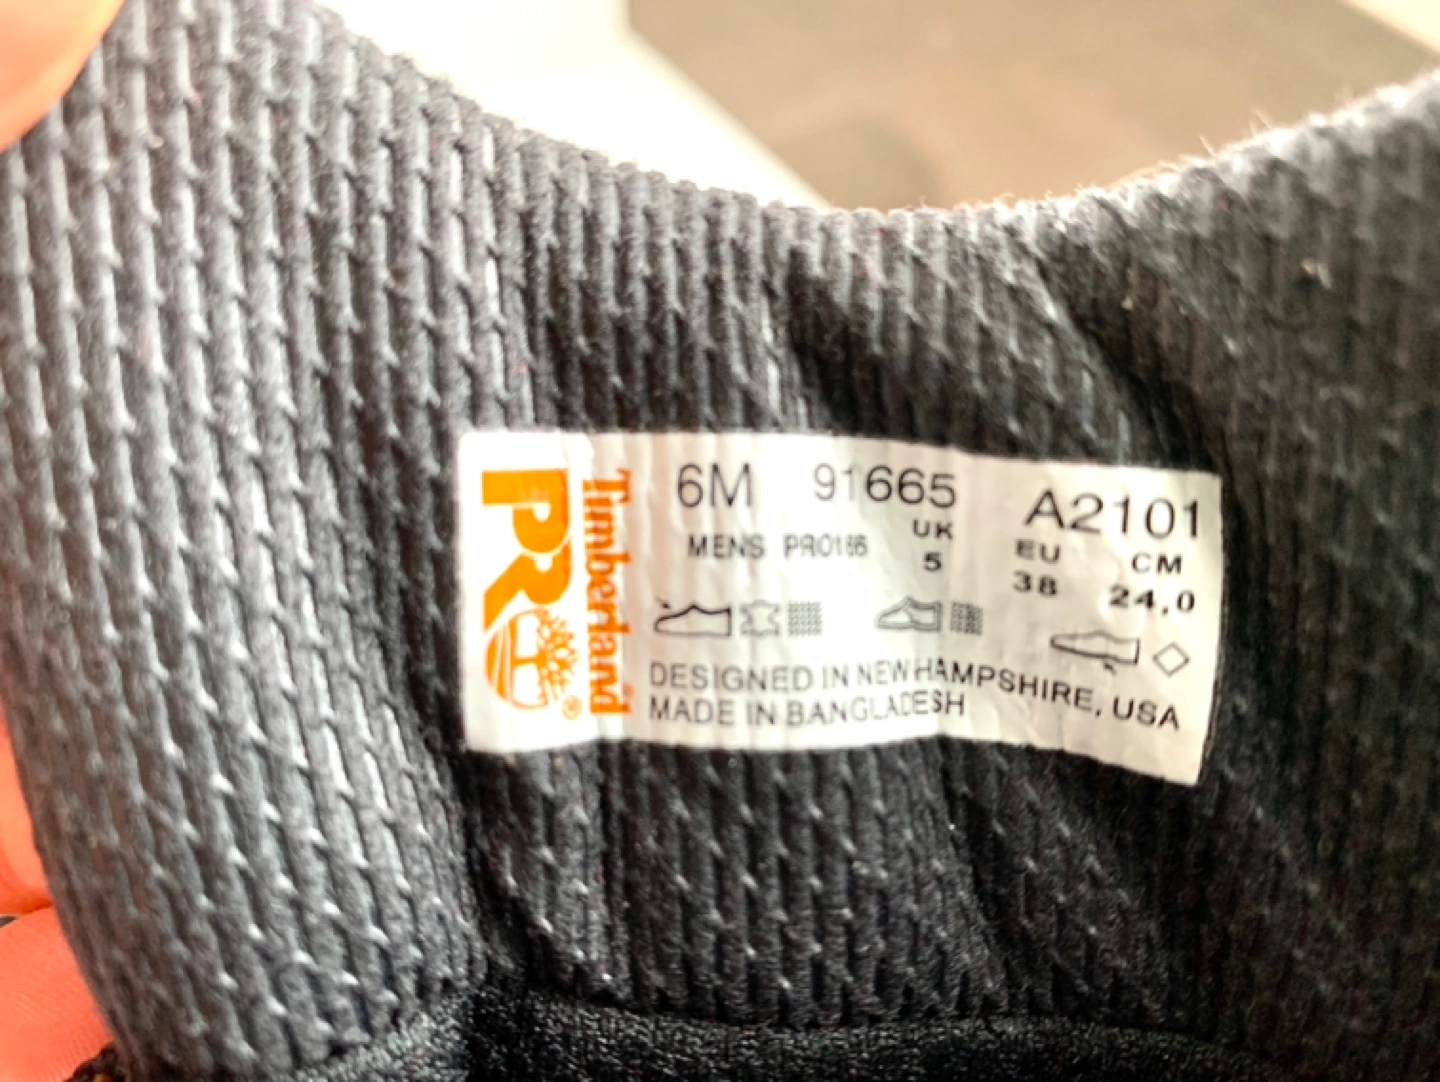 PRO
Timberland®
6M 91665 A2101
MENS PRO166 UK EU CM
5 38 24,0
DESIGNED IN NEW HAMPSHIRE, USA
MADE IN BANGLADESH